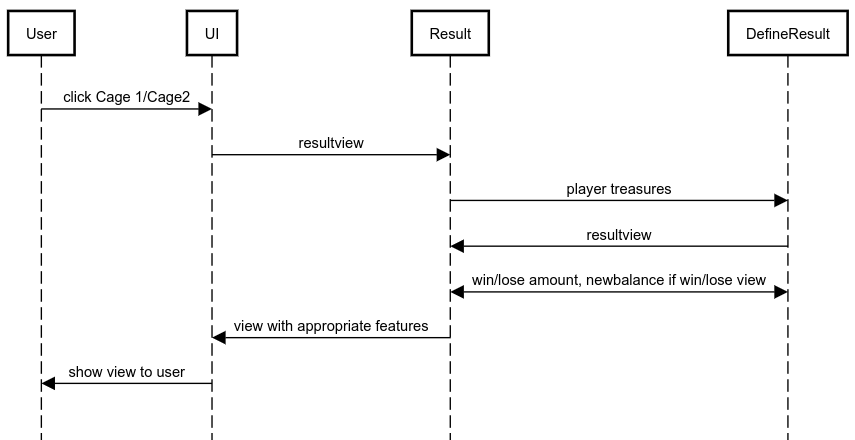 User
UI
Result
DefineResult
click Cage 1/Cage2
resultview
player treasures
resultview
win/lose amount, newbalance if win/lose view
view with appropriate features
show view to user